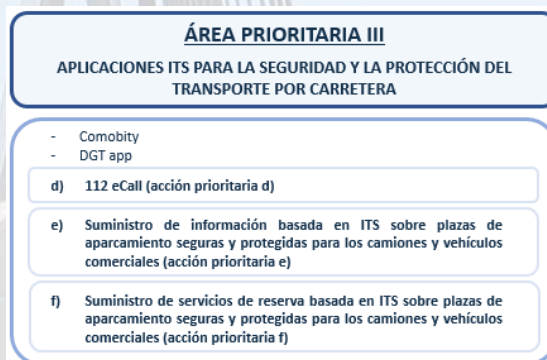 ÁREA PRIORITARIA III
APLICACIONES ITS PARA LA SEGURIDAD Y LA PROTECCIÓN DEL
TRANSPORTE POR CARRETERA
- Comobity
- DGT app
d) 112 eCall (acción prioritaria d)
e) Suministro de información basada en ITS sobre plazas de
aparcamiento seguras y protegidas para los camiones y vehículos
comerciales (acción prioritaria e)
f) Suministro de servicios de reserva basada en ITS sobre plazas de
aparcamiento seguras y protegidas para los camiones y vehículos
comerciales (acción prioritaria f)